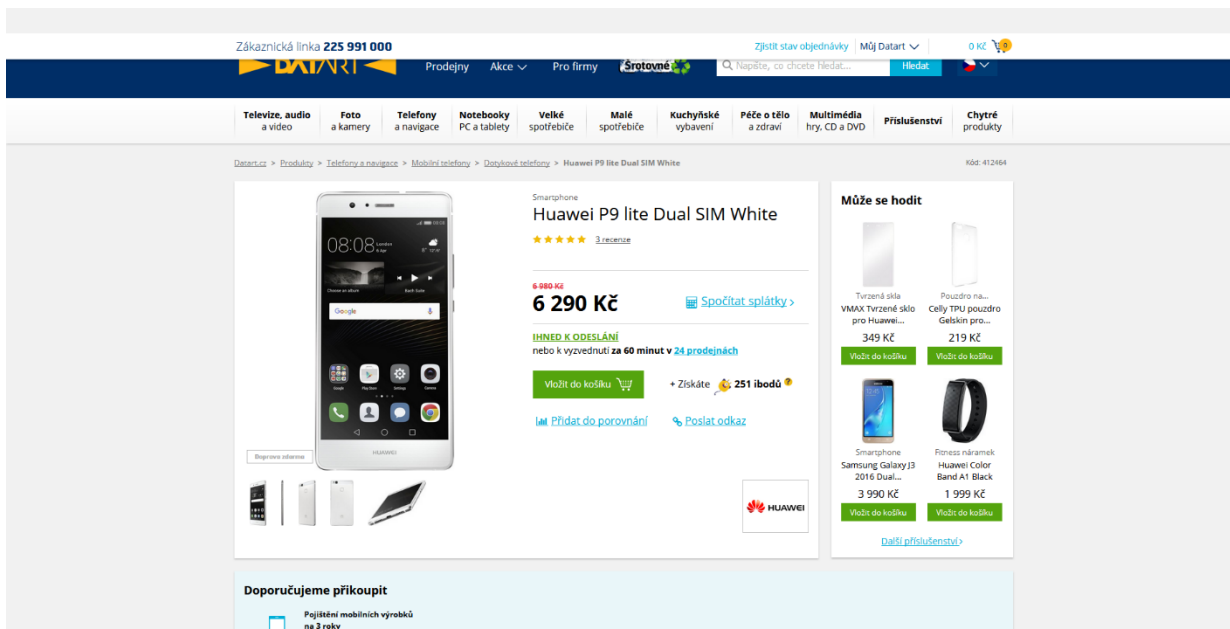 Zákaznická linka 225 991 000
Zjistit stav objednávky
Můj Datart
0 Kč
0
DATART
Prodejny
Akce
Pro firmy
Šrotovné
Napište, co chcete hledat...
Hledat
Televize, audio
a video
Foto
a kamery
Telefony
a navigace
Notebooky
PC a tablety
Velké
spotřebiče
Malé
spotřebiče
Kuchyňské
vybavení
Péče o tělo
a zdraví
Multimédia
hry, CD a DVD
Příslušenství
Chytré
produkty
Datart.cz > Produkty > Telefony a navigace > Mobilní telefony > Dotykové telefony > Huawei P9 lite Dual SIM White
Kód: 412464
08:08
London
Google
HUAWEI
Doprava zdarma
Smartphone
Huawei P9 lite Dual SIM White
3 recenze
6 980 Kč
6 290 Kč
Spočítat splátky >
IHNED K ODESLÁNÍ
nebo k vyzvednutí za 60 minut v 24 prodejnách
Vložit do košíku
+ Získáte 251 ibodů ?
Přidat do porovnání
Poslat odkaz
HUAWEI
Může se hodit
Tvrzená skla
VMAX Tvrzené sklo
pro Huawei...
349 Kč
Vložit do košíku
Pouzdro na...
Celly TPU pouzdro
Gelskin pro...
219 Kč
Vložit do košíku
Smartphone
Samsung Galaxy J3
2016 Dual...
3 990 Kč
Vložit do košíku
Fitness náramek
Huawei Color
Band A1 Black
1 999 Kč
Vložit do košíku
Další příslušenství >
Doporučujeme přikoupit
Pojištění mobilních výrobků
na 3 roky